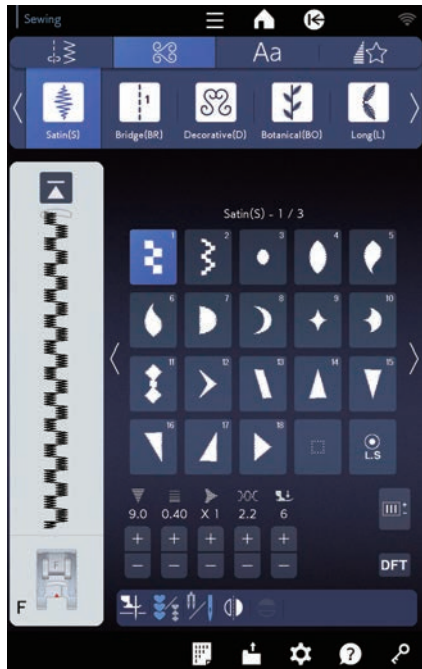 Sewing
Aa
Satin(S) Bridge(BR) Decorative(D) Botanical(BO) Long(L)
1
Satin(S) - 1 / 3
1 2 3 4 5
6 7 8 9 10
11 12 13 14 15
16 17 18
L.S
9.0 0.40 X 1 2.2 6
+ + + + +
− − − − −
DFT
F
?